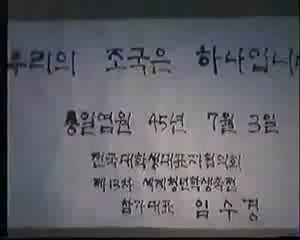 우리의 조국은 하나입니다
통일염원 45년 7월 3일
전국대학생대표자협의회
제13차 세계청년학생축전
참가대표 임수경